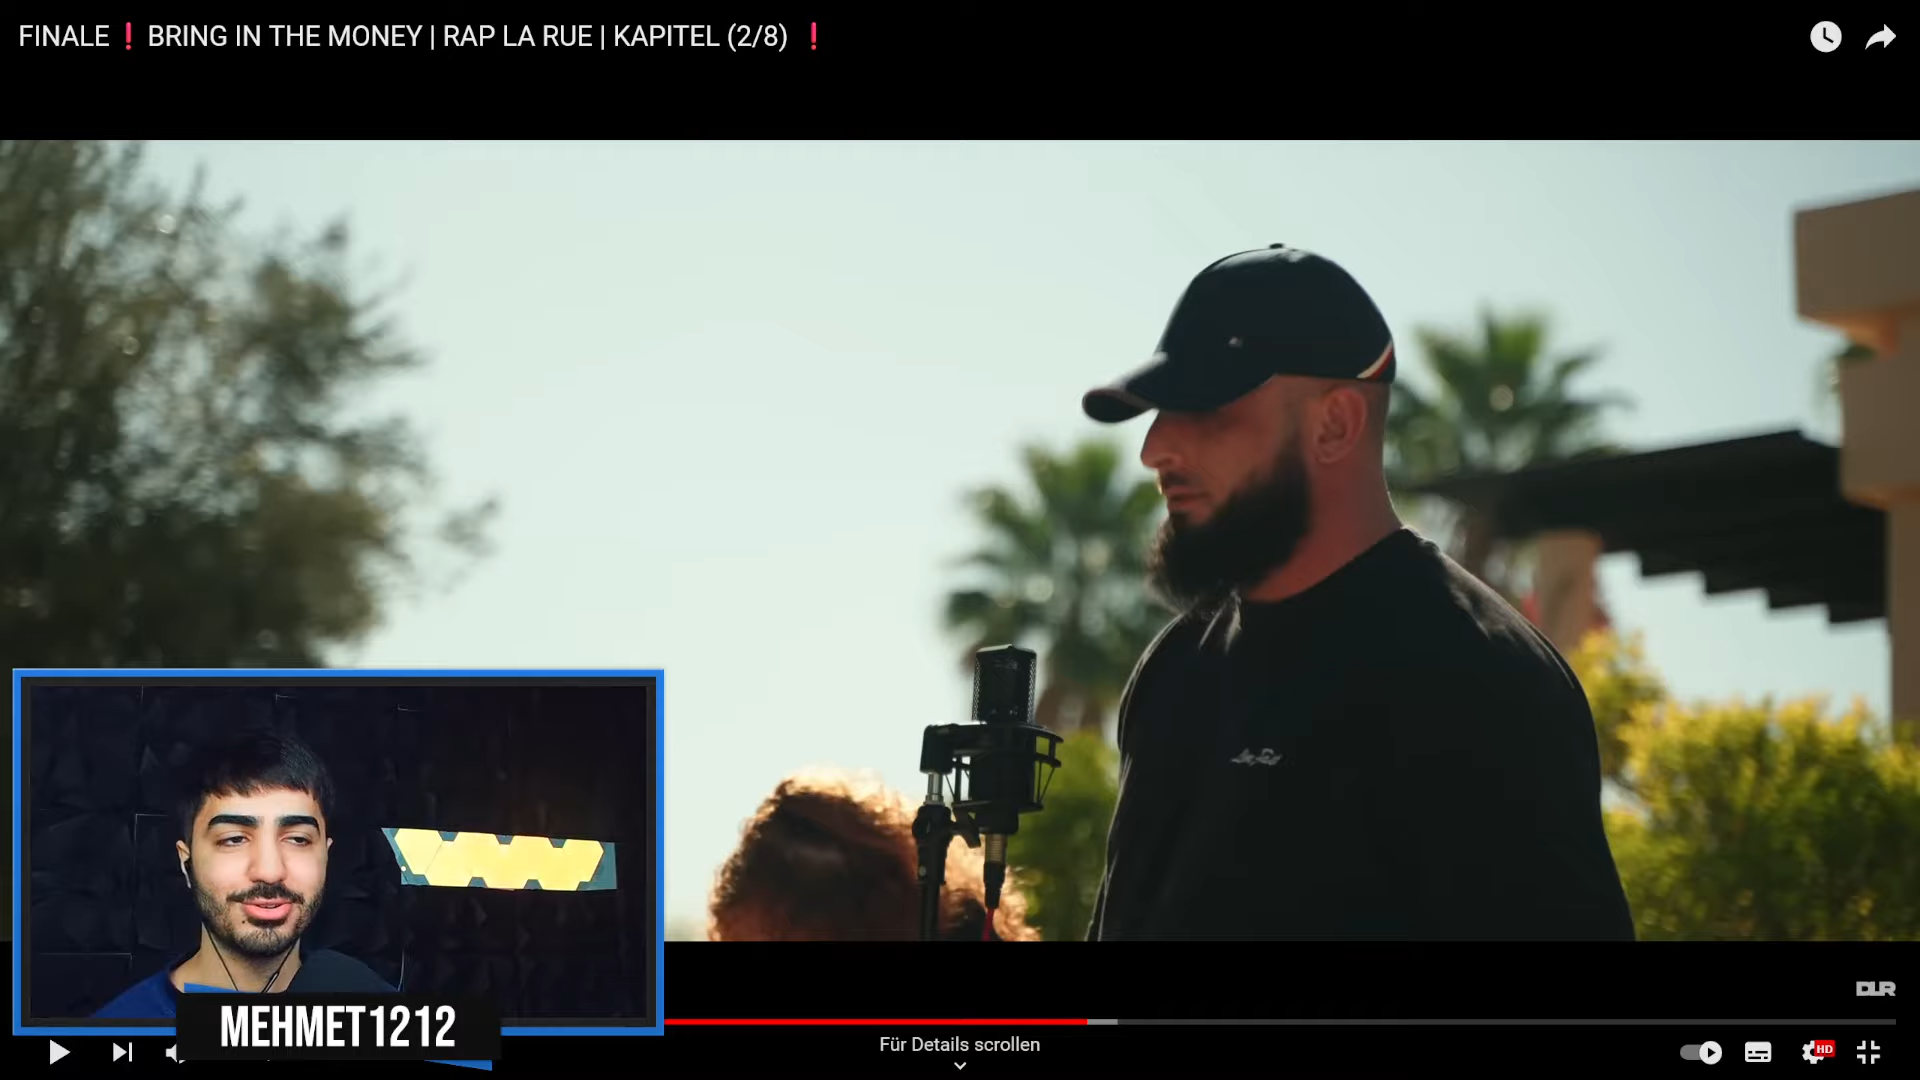 FINALE❗BRING IN THE MONEY | RAP LA RUE | KAPITEL (2/8) ❗
DLR
MEHMET1212
Für Details scrollen
HD